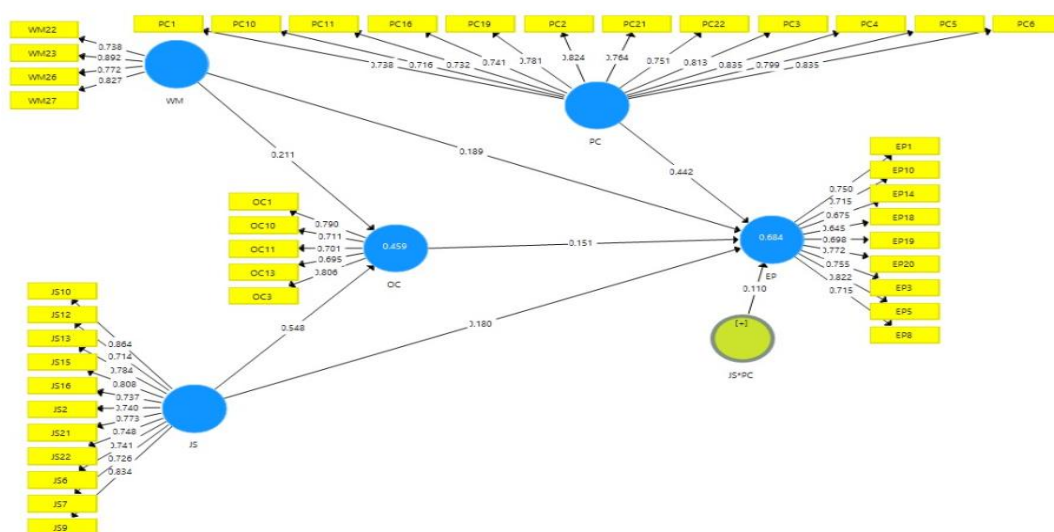 WM22
WM23
WM26
WM27
0.738
0.892
0.772
0.827
WM
PC1
PC10
PC11
PC16
PC19
PC2
PC21
PC22
PC3
PC4
PC5
PC6
0.738
0.716
0.732
0.741
0.781
0.824
0.764
0.751
0.813
0.835
0.799
0.835
PC
0.211
0.189
0.442
OC1
OC10
OC11
OC13
OC3
0.790
0.711
0.701
0.695
0.806
0.459
OC
0.151
EP1
EP10
EP14
EP18
EP19
EP20
EP3
EP5
EP8
0.750
0.715
0.675
0.645
0.698
0.772
0.755
0.822
0.715
0.684
EP
0.110
[+]
JS*PC
0.548
0.180
JS10
JS12
JS13
JS15
JS16
JS2
JS21
JS22
JS6
JS7
JS9
0.864
0.714
0.784
0.808
0.737
0.740
0.773
0.748
0.741
0.726
0.834
JS